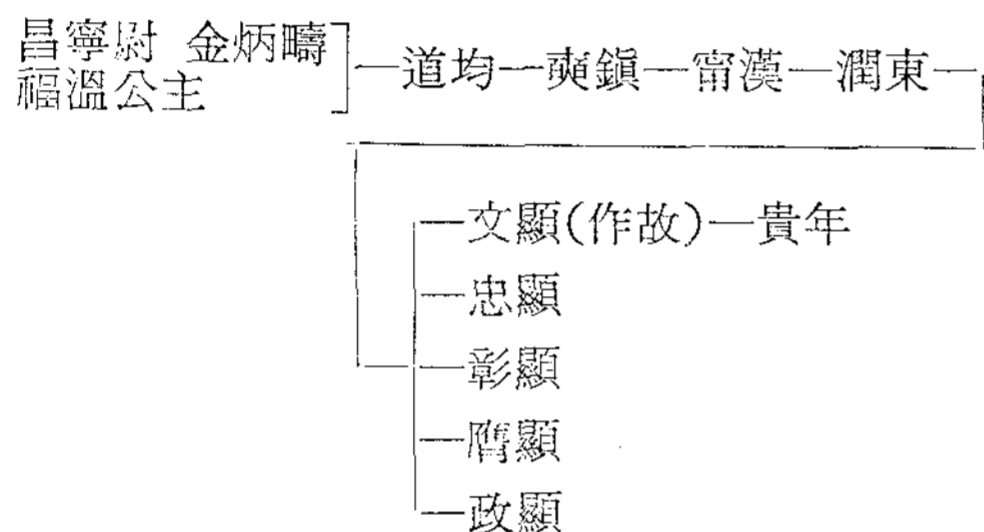 昌寧尉 金炳疇
福溫公主
道均—奭鎭—甯漢—潤東
文顯(作故)—貴年
忠顯
彰顯
膺顯
政顯